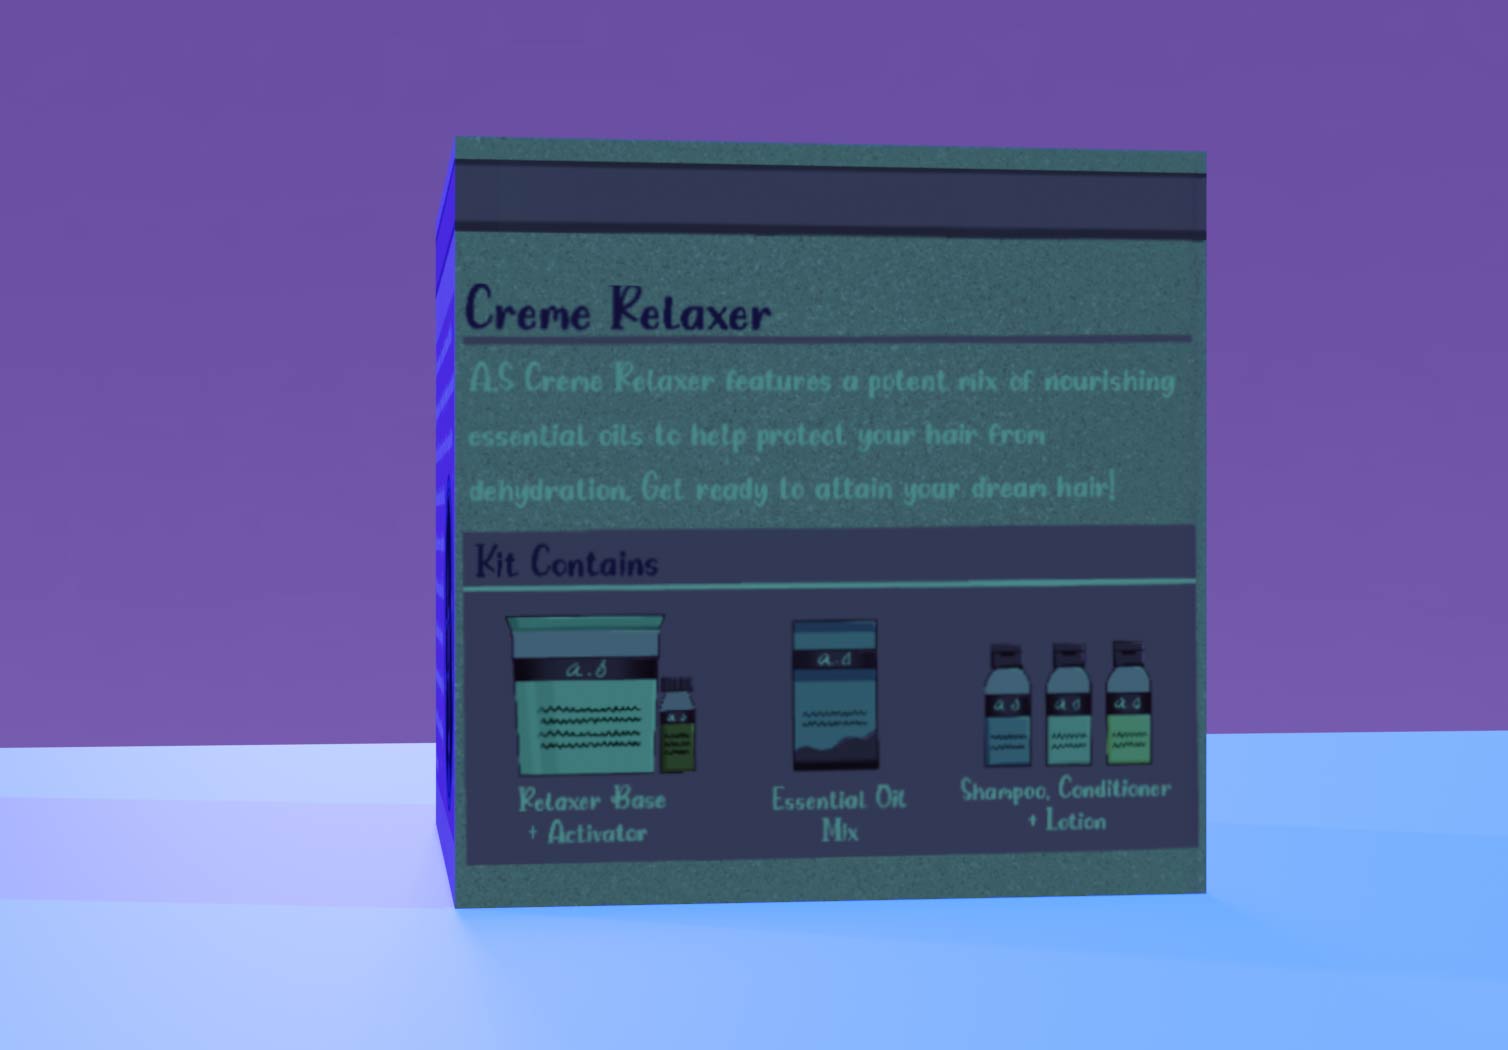 Creme Relaxer
A.S Creme Relaxer features a potent mix of nourishing
essential oils to help protect your hair from
dehydration. Get ready to attain your dream hair!
Kit Contains
a.s
a.s
a.s
a.s a.s a.s
Relaxer Base
+ Activator
Essential Oil
Mix
Shampoo, Conditioner
+ Lotion